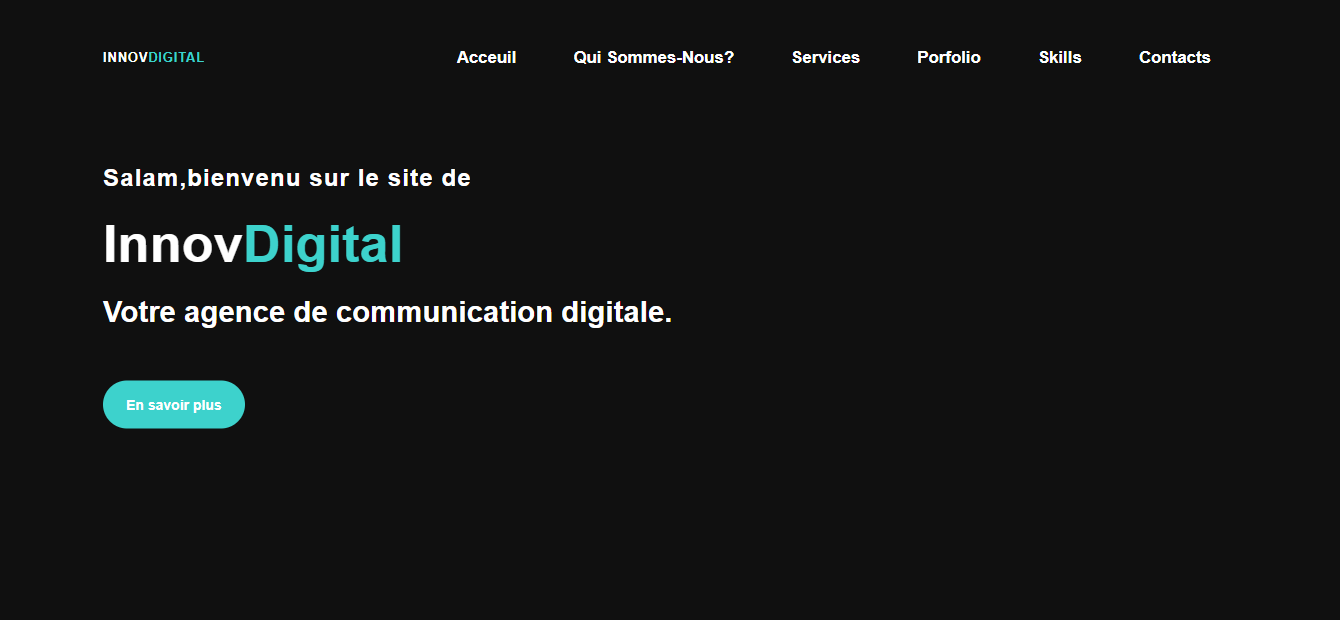 INNOVDIGITAL
Acceuil Qui Sommes-Nous? Services Porfolio Skills Contacts
Salam,bienvenu sur le site de
InnovDigital
Votre agence de communication digitale.
En savoir plus